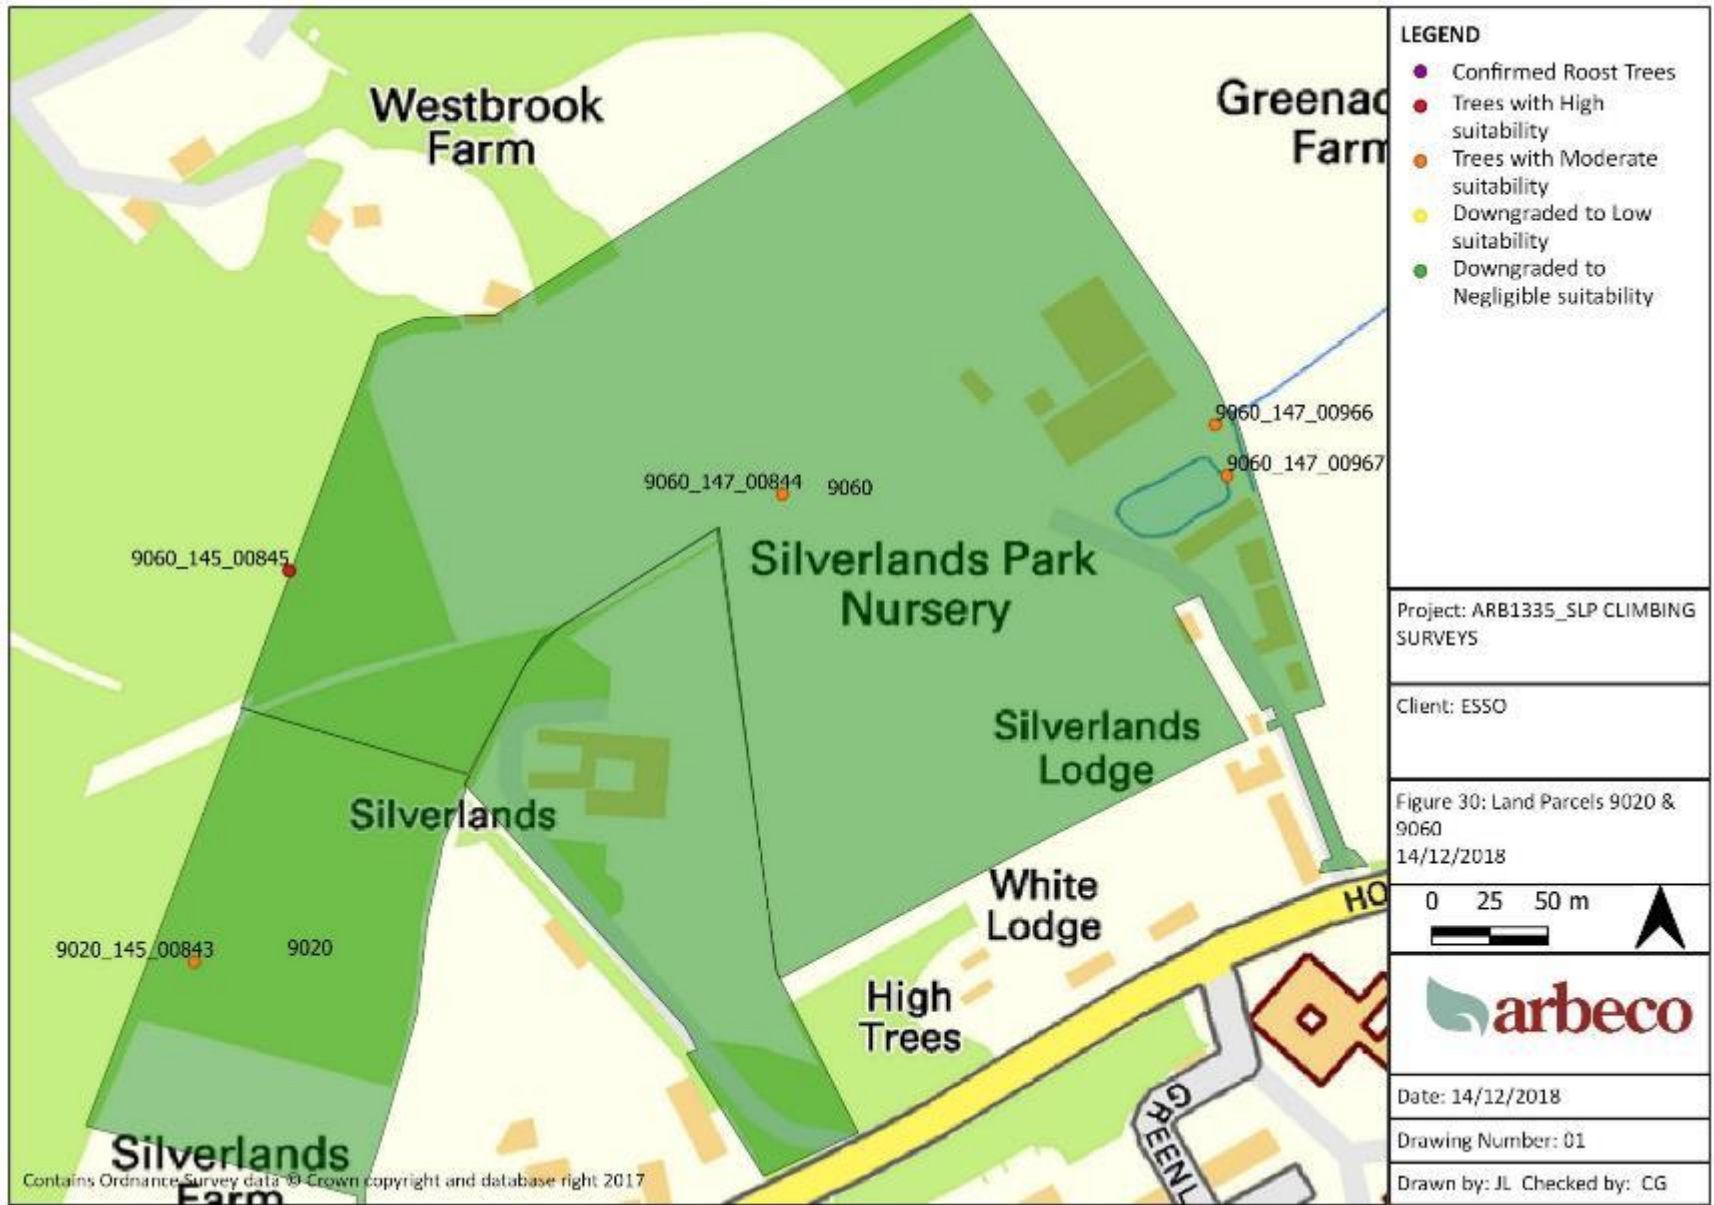 Westbrook
Farm
Greenac
Farm
9060_147_00966
9060_147_00967
9060_147_00844
9060
9060_145_00845
Silverlands Park
Nursery
Silverlands
Lodge
Silverlands
White
Lodge
HO
9020_145_00843
9020
High
Trees
GREENL
Silverlands
Farm
Contains Ordnance Survey data © Crown copyright and database right 2017
LEGEND
Confirmed Roost Trees
Trees with High
suitability
Trees with Moderate
suitability
Downgraded to Low
suitability
Downgraded to
Negligible suitability
Project: ARB1335_SLP CLIMBING
SURVEYS
Client: ESSO
Figure 30: Land Parcels 9020 &
9060
14/12/2018
0 25 50 m
arbeco
Date: 14/12/2018
Drawing Number: 01
Drawn by: JL Checked by: CG